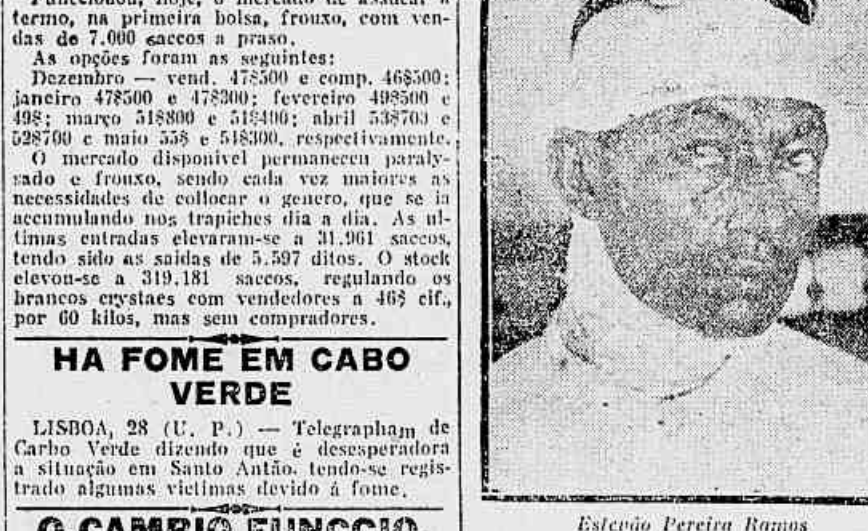 Funccionou, hoje, o mercado de assucar a
termo, na primeira bolsa, frouxo, com ven-
das de 7.000 saccos a praso.
As opções foram as seguintes:
Dezembro — vend. 47$500 e comp. 46$500;
janeiro 47$500 e 47$300; fevereiro 49$500 e
49$; março 51$800 e 51$400; abril 53$700 e
52$700 e maio 55$ e 54$300, respectivamente.
O mercado disponivel permaneceu paraly-
sado e frouxo, sendo cada vez maiores as
necessidades de collocar o genero, que se ia
accumulando nos trapiches dia a dia. As ul-
timas entradas elevaram-se a 31.961 saccos,
tendo sido as saidas de 5.597 ditos. O stock
elevou-se a 319.181 saccos, regulando os
brancos crystaes com vendedores a 46$ cif.,
por 60 kilos, mas sem compradores.
HA FOME EM CABO
VERDE
LISBOA, 28 (U. P.) — Telegrapham de
Carbo Verde dizendo que é desesperadora
a situação em Santo Antão, tendo-se regis-
trado algumas victimas devido á fome.
O CAMBIO FUNCCIO-
Estevão Pereira Ramos